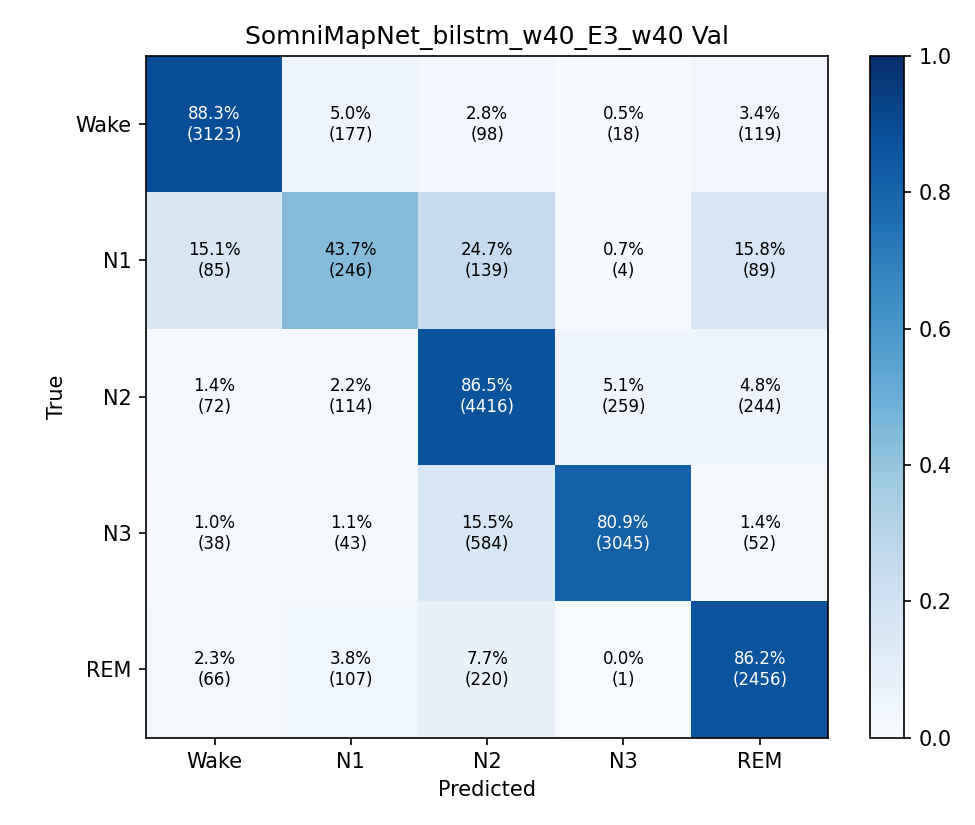 SomniMapNet_bilstm_w40_E3_w40 Val
1.0
88.3% 5.0% 2.8% 0.5% 3.4%
Wake (3123) (177) (98) (18) (119)
0.8
15.1% 43.7% 24.7% 0.7% 15.8%
N1 (85) (246) (139) (4) (89)
0.6
True
1.4% 2.2% 86.5% 5.1% 4.8%
N2 (72) (114) (4416) (259) (244)
0.4
1.0% 1.1% 15.5% 80.9% 1.4%
N3 (38) (43) (584) (3045) (52)
0.2
2.3% 3.8% 7.7% 0.0% 86.2%
REM (66) (107) (220) (1) (2456)
0.0
Wake N1 N2 N3 REM
Predicted